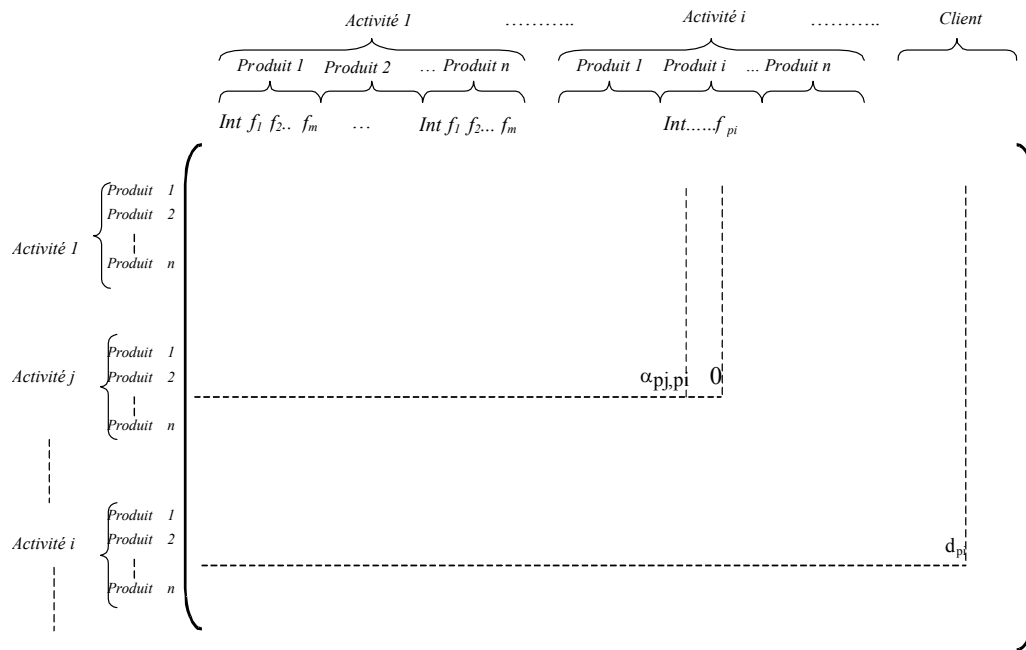 Activité 1 ……….. Activité i ……….. Client
Produit 1 Produit 2 … Produit n Produit 1 Produit i ... Produit n
Int f1 f2.. fm … Int f1 f2... fm Int......f pi
Produit 1
Produit 2
Activité 1
Produit n
Produit 1
Activité j Produit 2 αpj,pi 0
Produit n
Produit 1
Produit 2
Activité i dpi
Produit n